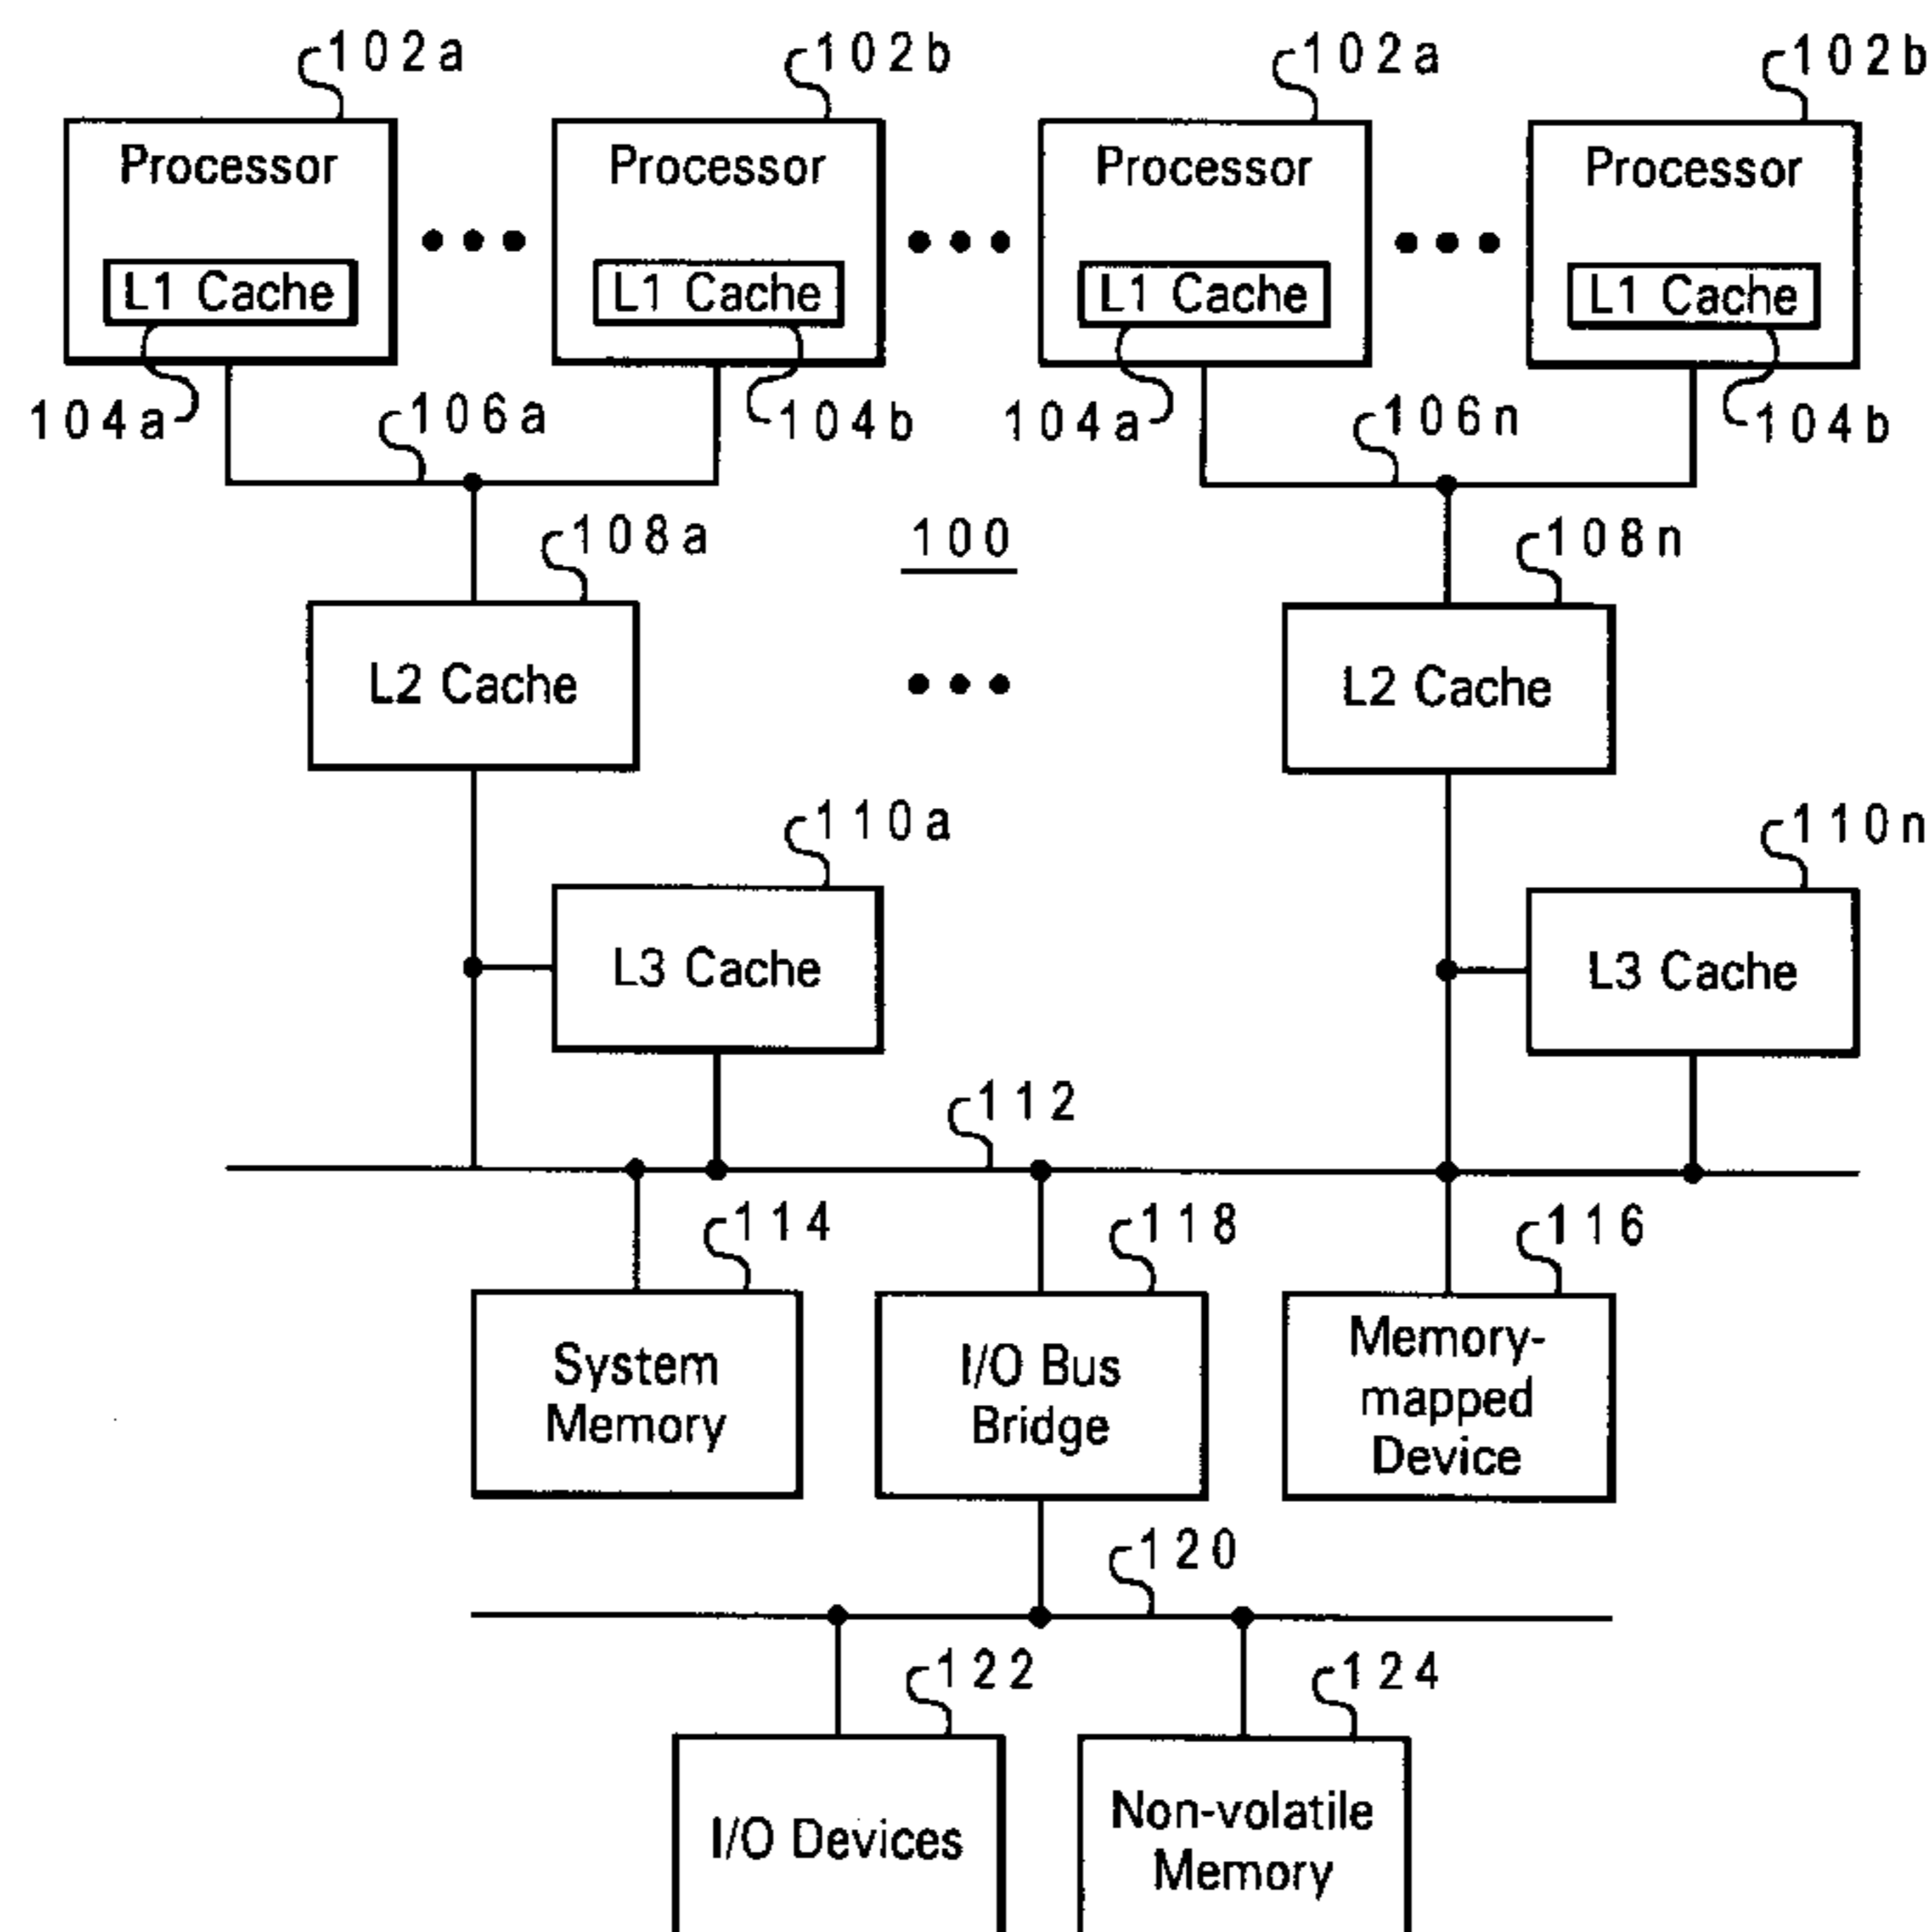 102a
102b
102a
102b
Processor
Processor
Processor
Processor
L1 Cache
L1 Cache
L1 Cache
L1 Cache
104a
106a
104b
104a
106n
104b
108a
100
108n
L2 Cache
L2 Cache
110a
110n
L3 Cache
L3 Cache
112
114
118
116
System
Memory
I/O Bus
Bridge
Memory-
mapped
Device
120
122
124
I/O Devices
Non-volatile
Memory